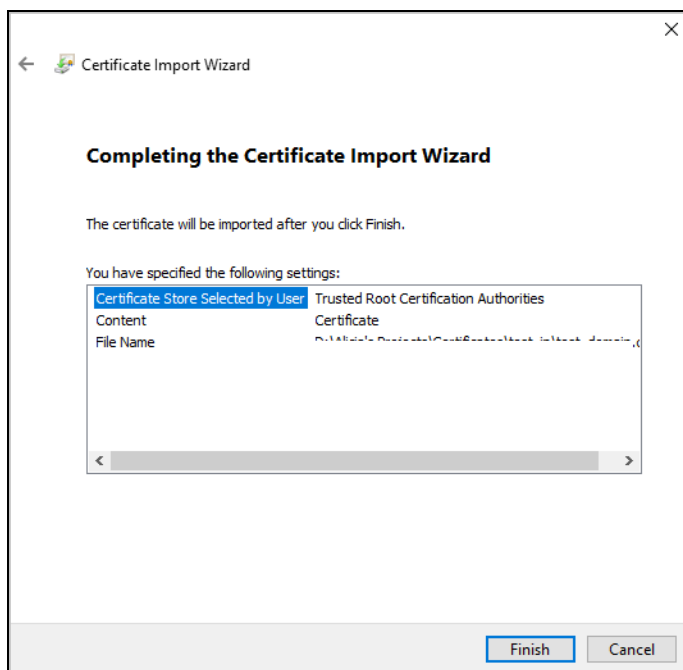 Certificate Import Wizard
Completing the Certificate Import Wizard
The certificate will be imported after you click Finish.
You have specified the following settings:
Certificate Store Selected by User Trusted Root Certification Authorities
Content Certificate
File Name
Finish Cancel